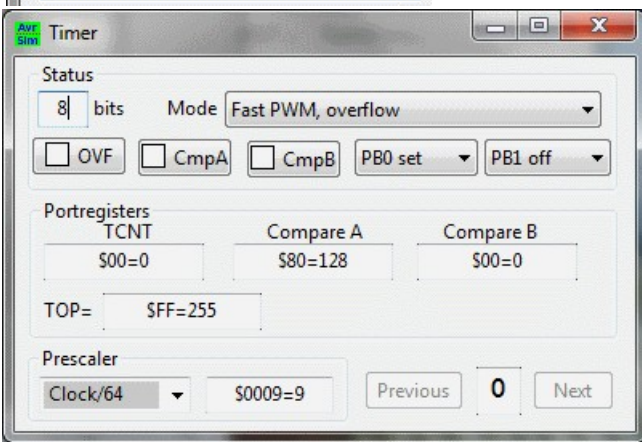 Avr Sim Timer
Status
8 bits Mode Fast PWM, overflow
OVF CmpA CmpB PB0 set PB1 off
Portregisters
TCNT Compare A Compare B
$00=0 $80=128 $00=0
TOP= $FF=255
Prescaler
Clock/64 $0009=9 Previous 0 Next